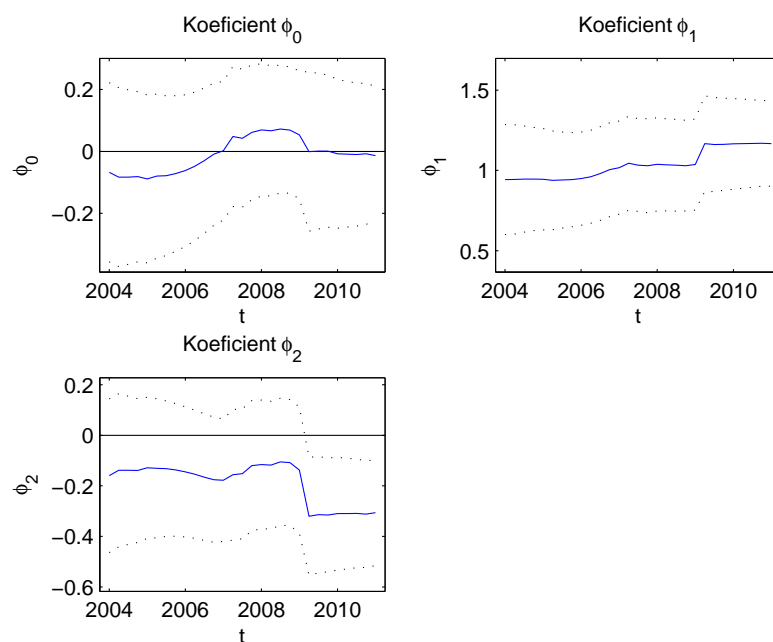 Koeficient ϕ₀
0.2
0
−0.2
ϕ₀
2004 2006 2008 2010
t
Koeficient ϕ₁
1.5
1
0.5
ϕ₁
2004 2006 2008 2010
t
Koeficient ϕ₂
0.2
0
−0.2
−0.4
−0.6
ϕ₂
2004 2006 2008 2010
t